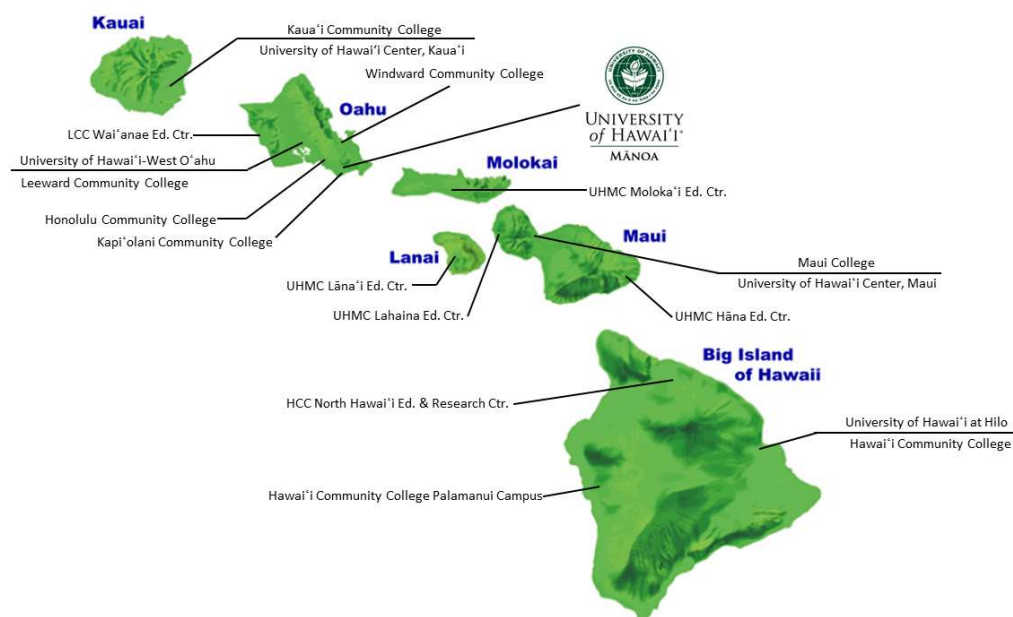 Kauai
Kauaʻi Community College
University of Hawaiʻi Center, Kauaʻi
Windward Community College
Oahu
UNIVERSITY OF HAWAIʻI
UNIVERSITY
of HAWAIʻI®
MĀNOA
LCC Waiʻanae Ed. Ctr.
University of Hawaiʻi-West Oʻahu
Leeward Community College
Honolulu Community College
Kapiʻolani Community College
Molokai
UHMC Molokaʻi Ed. Ctr.
Lanai
UHMC Lānaʻi Ed. Ctr.
UHMC Lahaina Ed. Ctr.
Maui
Maui College
University of Hawaiʻi Center, Maui
UHMC Hāna Ed. Ctr.
Big Island
of Hawaii
HCC North Hawaiʻi Ed. & Research Ctr.
University of Hawaiʻi at Hilo
Hawaiʻi Community College
Hawaiʻi Community College Palamanui Campus